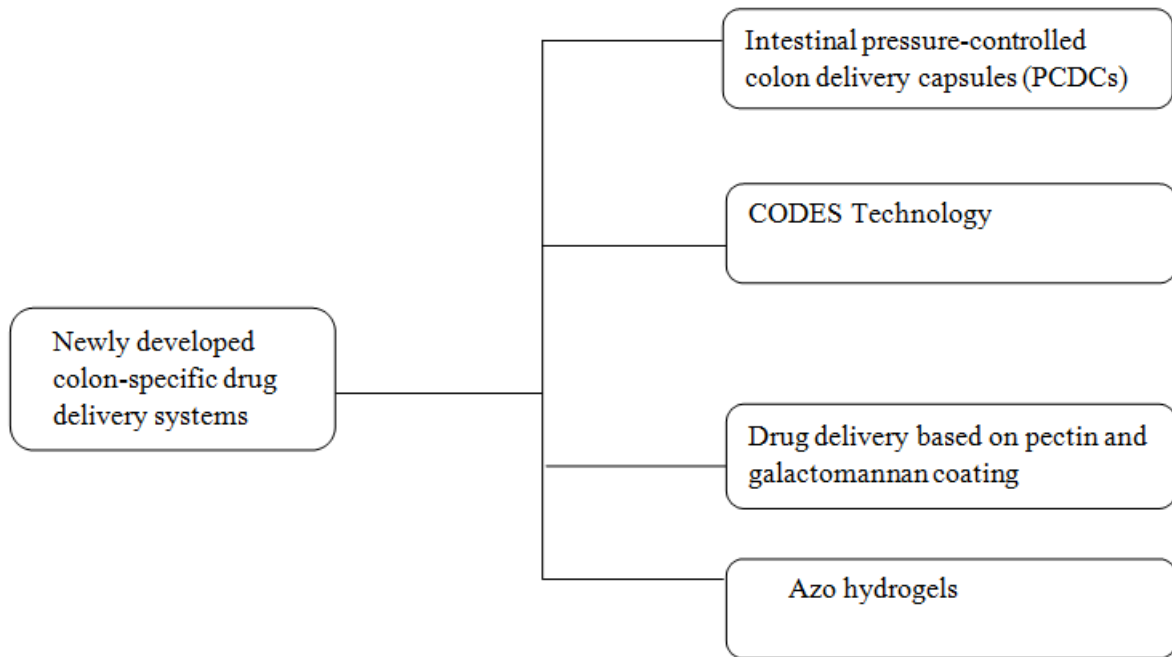 Intestinal pressure-controlled
colon delivery capsules (PCDCs)
CODES Technology
Newly developed
colon-specific drug
delivery systems
Drug delivery based on pectin and
galactomannan coating
Azo hydrogels